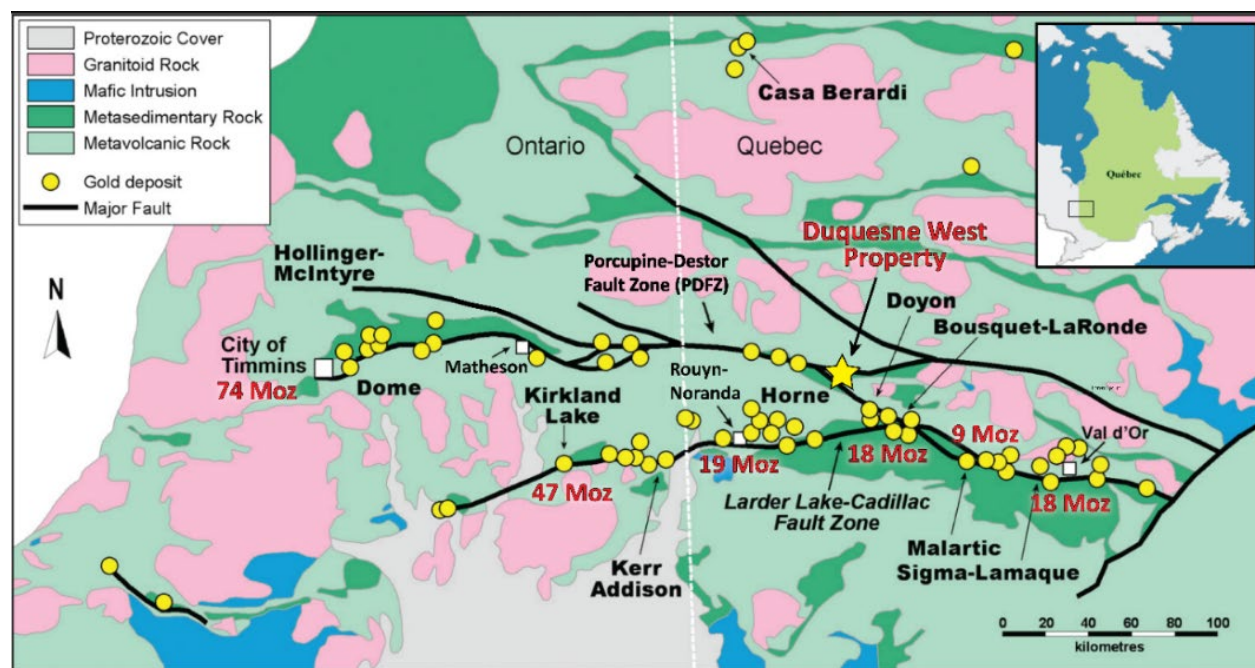 Proterozoic Cover
Granitoid Rock
Mafic Intrusion
Metasedimentary Rock
Metavolcanic Rock
Gold deposit
Major Fault
Casa Berardi
Ontario
Quebec
Québec
Duquesne West
Property
Hollinger-
McIntyre
Porcupine-Destor
Fault Zone (PDFZ)
Doyon
Bousquet-LaRonde
N
City of
Timmins
74 Moz
Dome
Matheson
Kirkland
Lake
Rouyn-
Noranda
Horne
9 Moz
Val d'Or
47 Moz
19 Moz
18 Moz
18 Moz
Larder Lake-Cadillac
Fault Zone
Kerr
Addison
Malartic
Sigma-Lamaque
0 20 40 60 80 100
kilometres